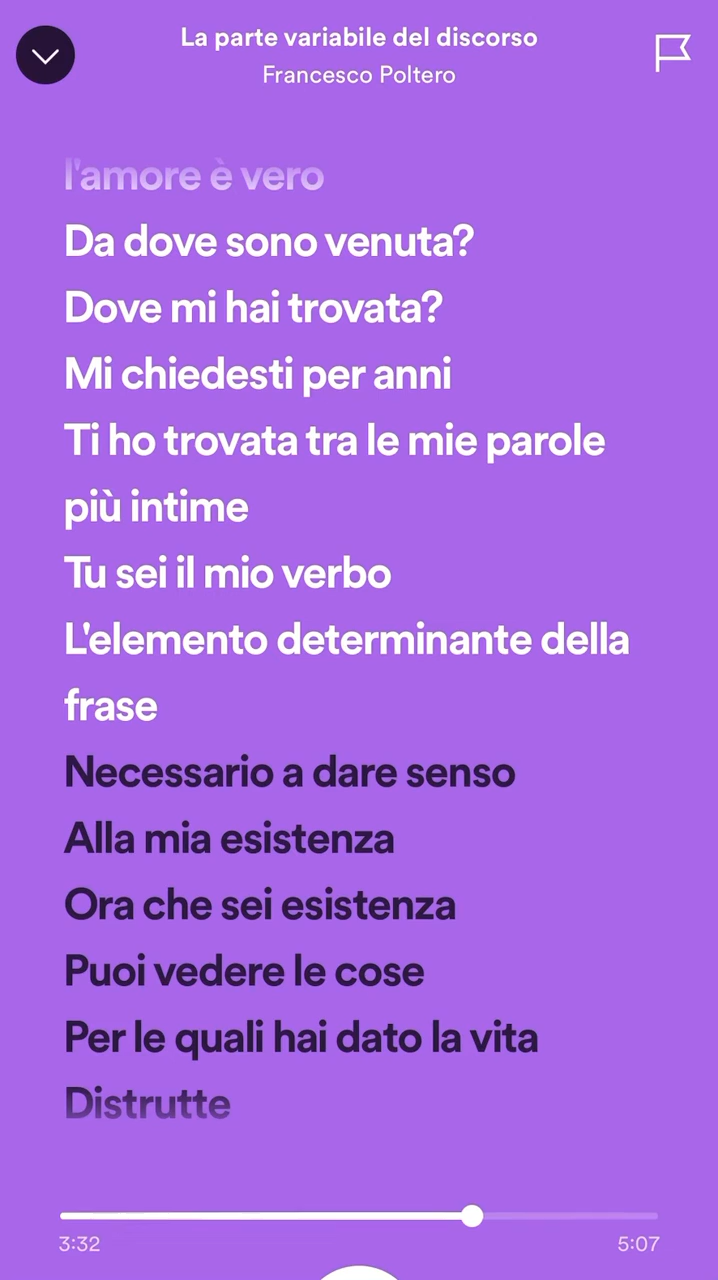 La parte variabile del discorso
Francesco Poltero
l'amore è vero
Da dove sono venuta?
Dove mi hai trovata?
Mi chiedesti per anni
Ti ho trovata tra le mie parole
più intime
Tu sei il mio verbo
L'elemento determinante della
frase
Necessario a dare senso
Alla mia esistenza
Ora che sei esistenza
Puoi vedere le cose
Per le quali hai dato la vita
Distrutte
3:32
5:07